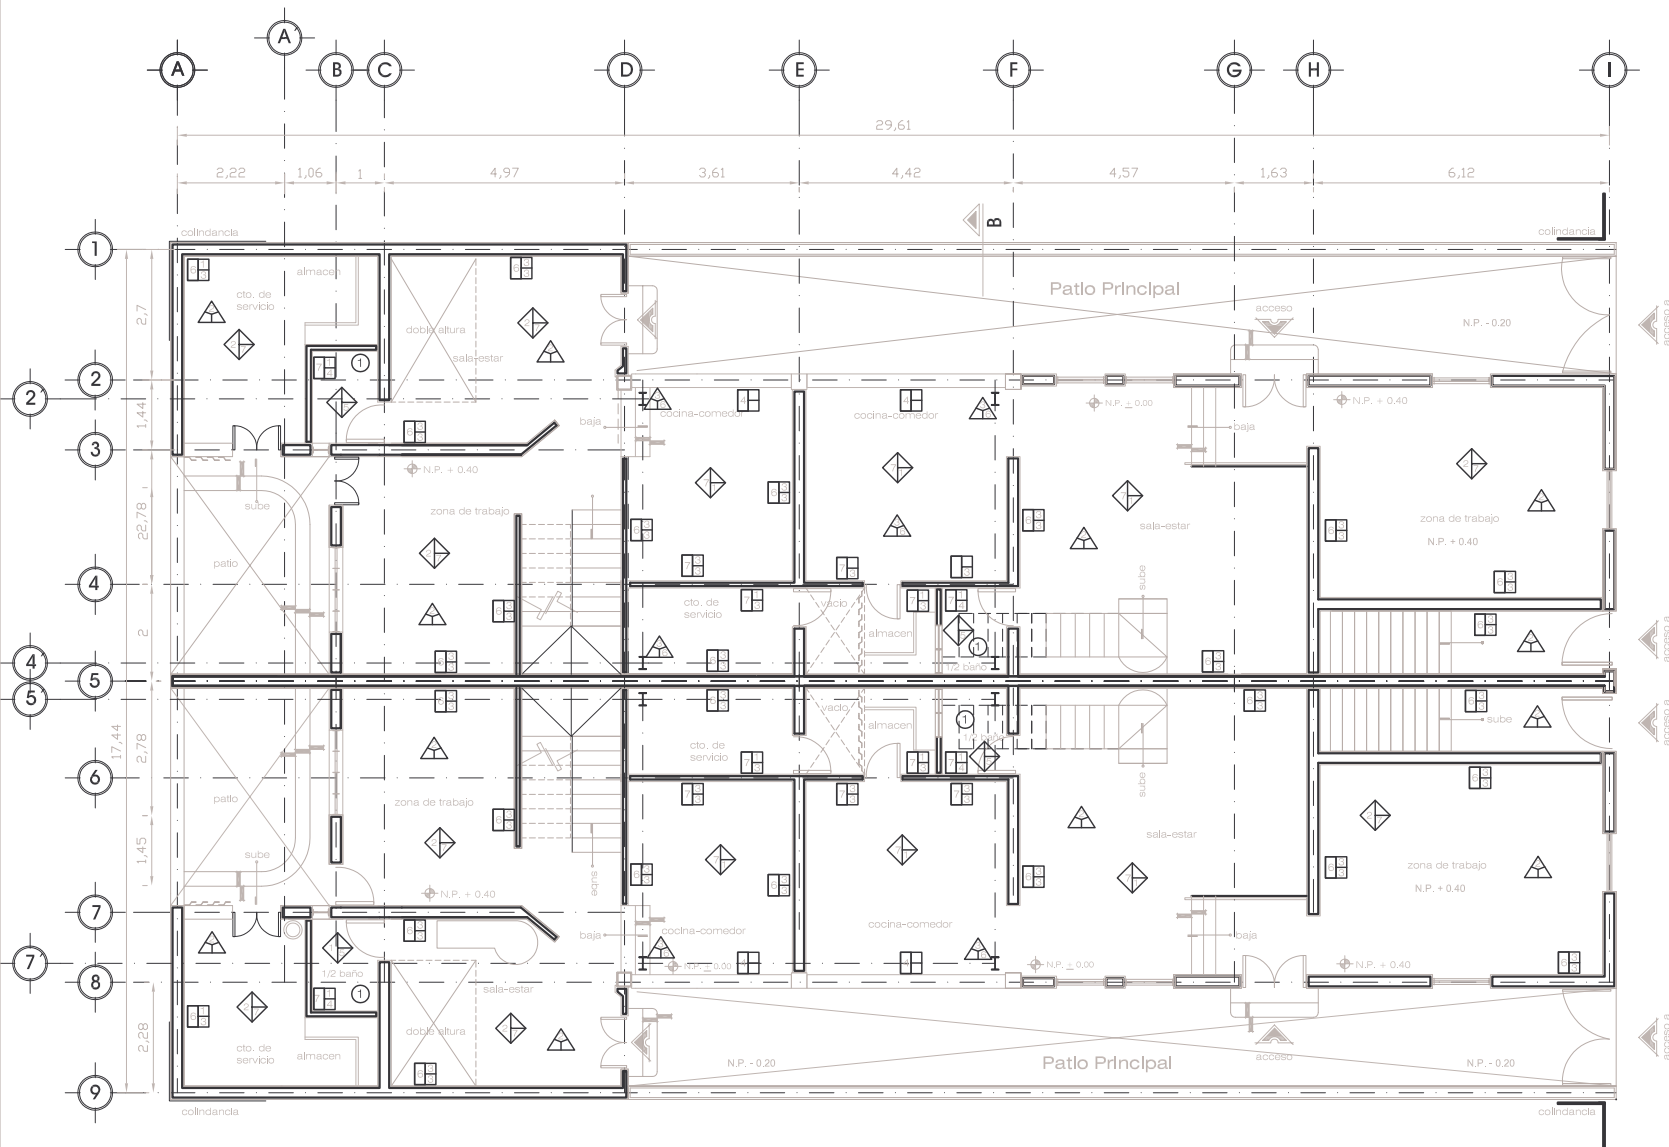 A
A´
B
C
D
E
F
G
H
I
29,61
2,22
1,06
1
4,97
3,61
4,42
4,57
1,63
6,12
B
colindancia
colindancia
1
2
2´
3
4
4´
5
5´
6
7
7´
8
9
2,7
1,44
22,78
2
17,44
2,78
1,45
2,28
almacen
cto. de
servicio
doble altura
sala-estar
Patio Principal
acceso
N.P. - 0.20
acceso a
baja
cocina-comedor
cocina-comedor
N.P. + 0.00
N.P. + 0.40
baja
N.P. + 0.40
sube
zona de trabajo
sala-estar
zona de trabajo
N.P. + 0.40
patio
cto. de
servicio
vacio
almacen
1/2 baño
sube
acceso a
patio
vacio
almacen
cto. de
servicio
1/2 baño
sube
sube
acceso a
zona de trabajo
sala-estar
sube
sube
zona de trabajo
N.P. + 0.40
N.P. + 0.40
baja
cocina-comedor
cocina-comedor
baja
1/2 baño
N.P. + 0.00
N.P. + 0.00
N.P. + 0.40
sala-estar
doble altura
cto. de
servicio
almacen
N.P. - 0.20
Patio Principal
acceso
N.P. - 0.20
acceso a
colindancia
colindancia